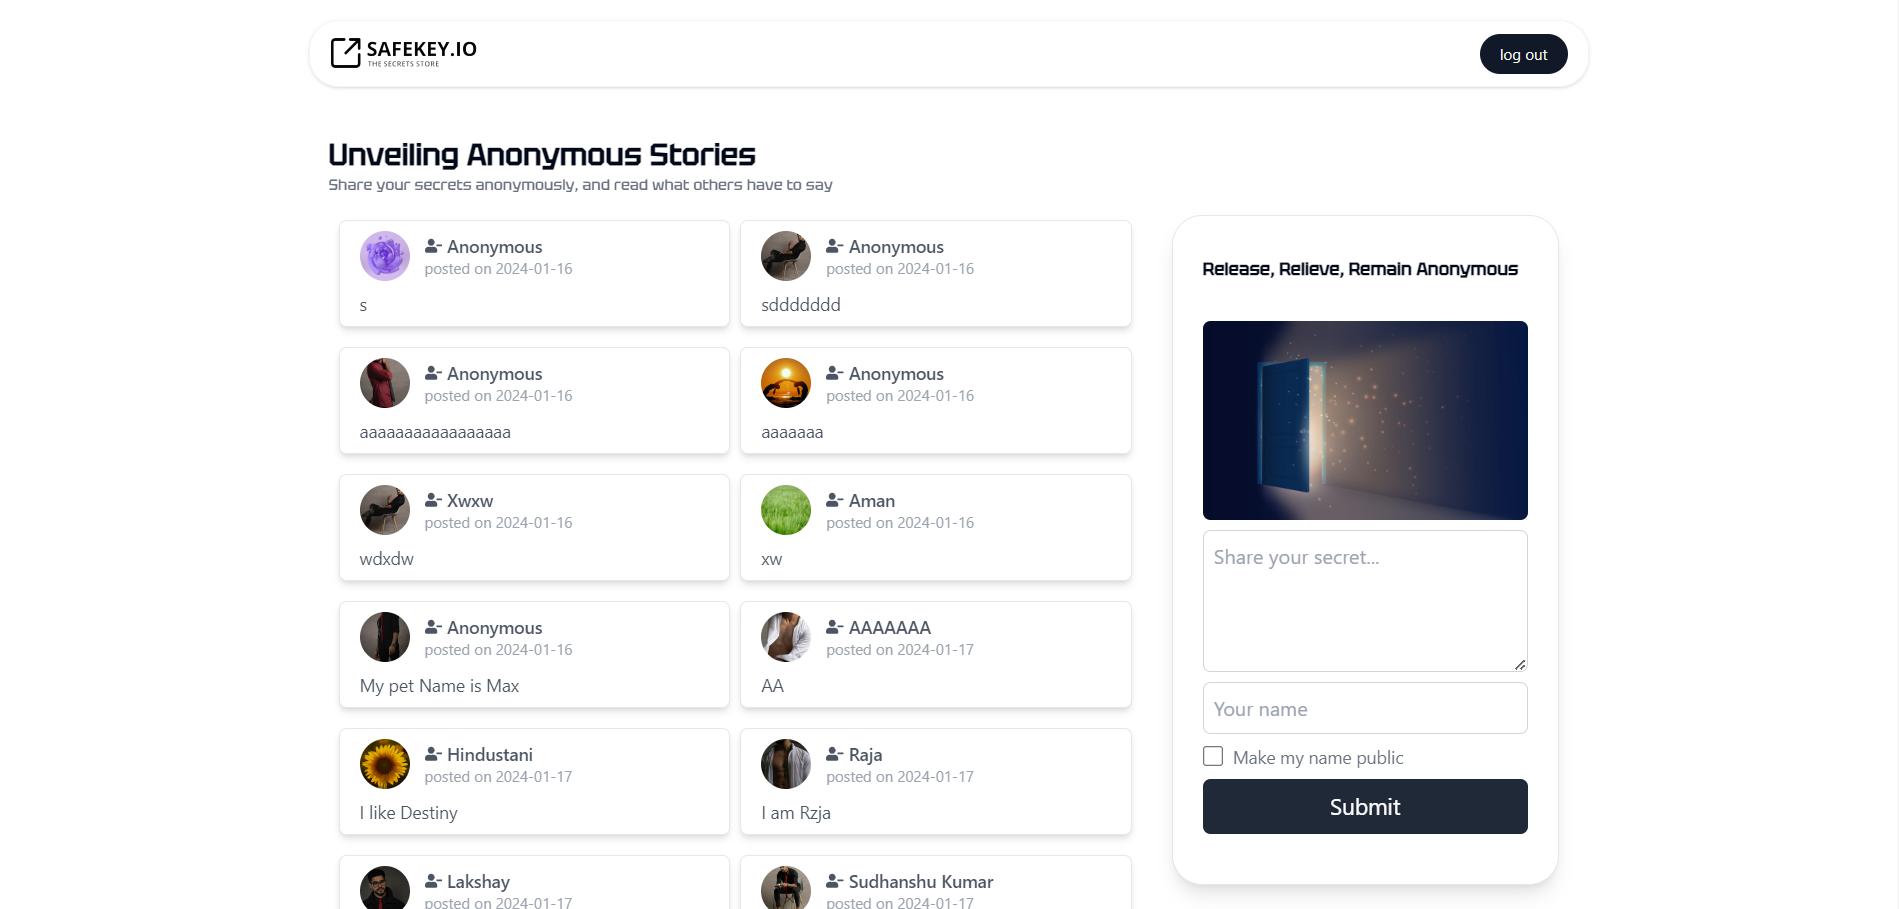 SAFEKEY.IO
THE SECRETS STORE
log out
Unveiling Anonymous Stories
Share your secrets anonymously, and read what others have to say
Anonymous
posted on 2024-01-16
s
Anonymous
posted on 2024-01-16
sddddddd
Anonymous
posted on 2024-01-16
aaaaaaaaaaaaaaaaa
Anonymous
posted on 2024-01-16
aaaaaaa
Xwxw
posted on 2024-01-16
wdxdw
Aman
posted on 2024-01-16
xw
Anonymous
posted on 2024-01-16
My pet Name is Max
AAAAAAA
posted on 2024-01-17
AA
Hindustani
posted on 2024-01-17
I like Destiny
Raja
posted on 2024-01-17
I am Rzja
Lakshay
posted on 2024-01-17
Sudhanshu Kumar
posted on 2024-01-17
Release, Relieve, Remain Anonymous
Share your secret...
Your name
Make my name public
Submit